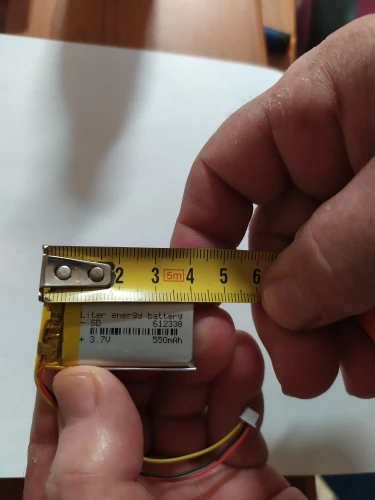 2 3 5m 4 5 6
Liter energy battery
- SD 612338
+ 3.7V 550mAh